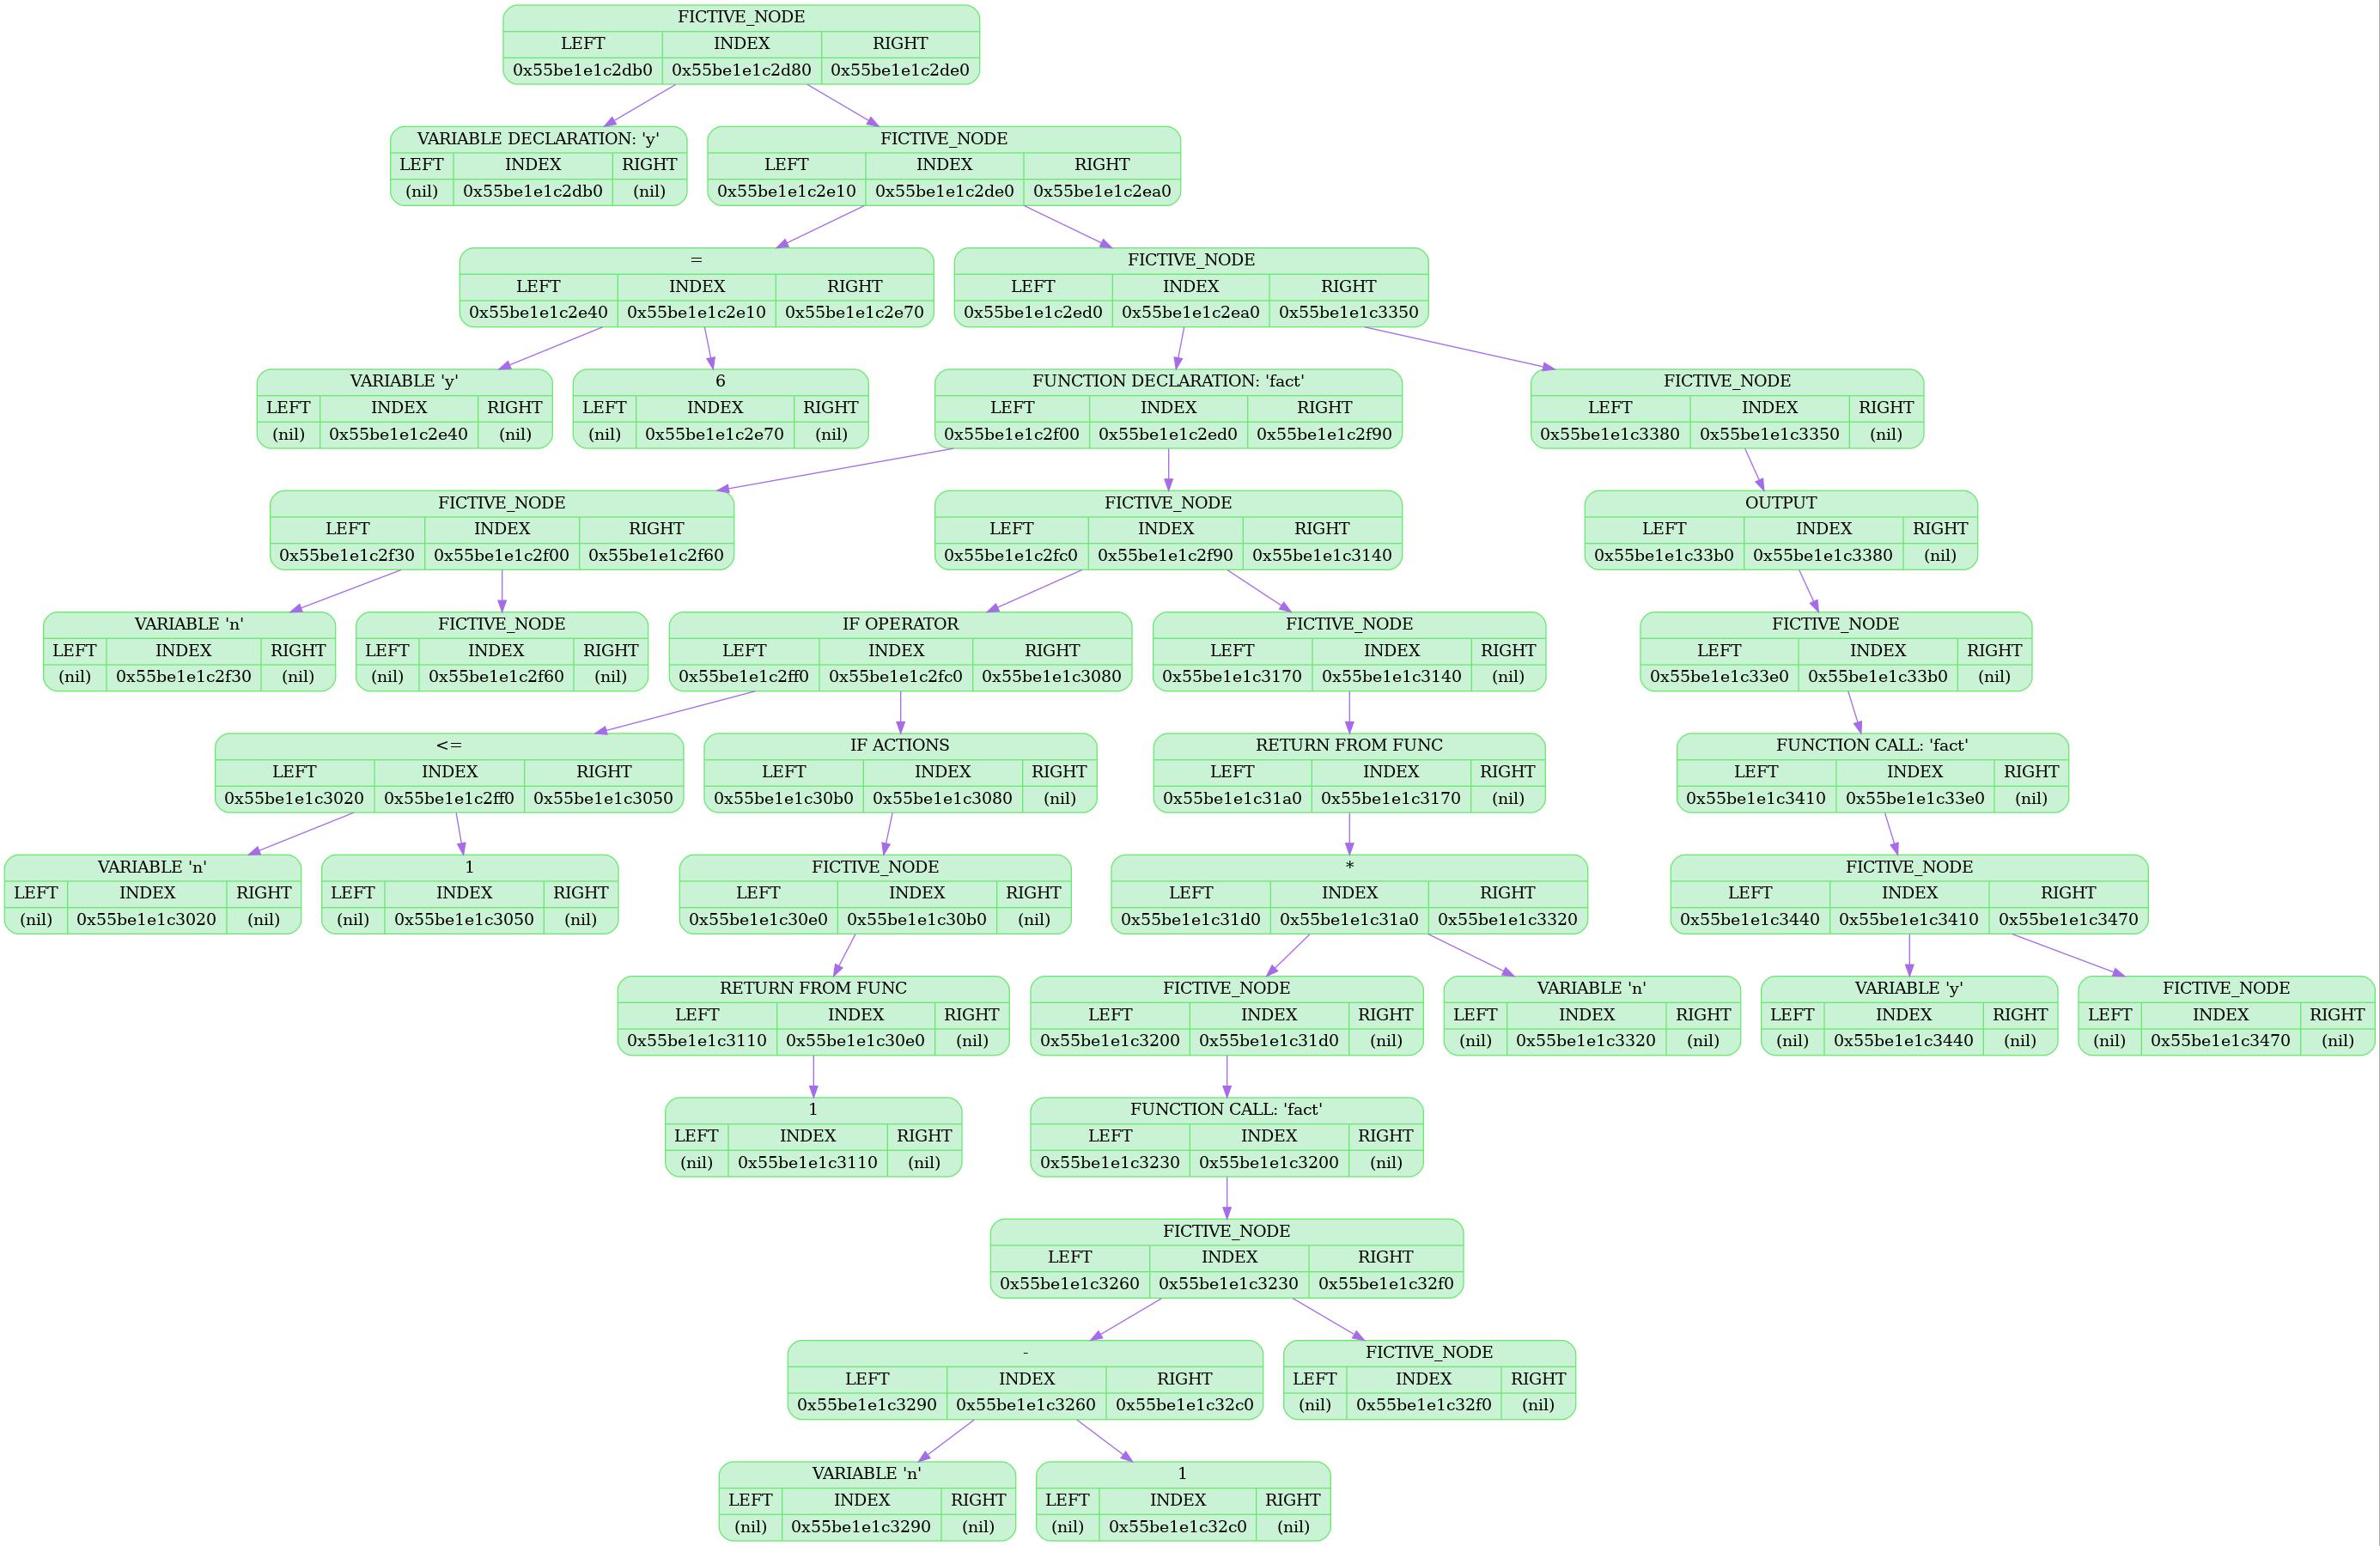 FICTIVE_NODE
LEFT INDEX RIGHT
0x55be1e1c2db0 0x55be1e1c2d80 0x55be1e1c2de0
VARIABLE DECLARATION: 'y'
LEFT INDEX RIGHT
(nil) 0x55be1e1c2db0 (nil)
FICTIVE_NODE
LEFT INDEX RIGHT
0x55be1e1c2e10 0x55be1e1c2de0 0x55be1e1c2ea0
=
LEFT INDEX RIGHT
0x55be1e1c2e40 0x55be1e1c2e10 0x55be1e1c2e70
FICTIVE_NODE
LEFT INDEX RIGHT
0x55be1e1c2ed0 0x55be1e1c2ea0 0x55be1e1c3350
VARIABLE 'y'
LEFT INDEX RIGHT
(nil) 0x55be1e1c2e40 (nil)
6
LEFT INDEX RIGHT
(nil) 0x55be1e1c2e70 (nil)
FUNCTION DECLARATION: 'fact'
LEFT INDEX RIGHT
0x55be1e1c2f00 0x55be1e1c2ed0 0x55be1e1c2f90
FICTIVE_NODE
LEFT INDEX RIGHT
0x55be1e1c3380 0x55be1e1c3350 (nil)
FICTIVE_NODE
LEFT INDEX RIGHT
0x55be1e1c2f30 0x55be1e1c2f00 0x55be1e1c2f60
FICTIVE_NODE
LEFT INDEX RIGHT
0x55be1e1c2fc0 0x55be1e1c2f90 0x55be1e1c3140
OUTPUT
LEFT INDEX RIGHT
0x55be1e1c33b0 0x55be1e1c3380 (nil)
VARIABLE 'n'
LEFT INDEX RIGHT
(nil) 0x55be1e1c2f30 (nil)
FICTIVE_NODE
LEFT INDEX RIGHT
(nil) 0x55be1e1c2f60 (nil)
IF OPERATOR
LEFT INDEX RIGHT
0x55be1e1c2ff0 0x55be1e1c2fc0 0x55be1e1c3080
FICTIVE_NODE
LEFT INDEX RIGHT
0x55be1e1c3170 0x55be1e1c3140 (nil)
FICTIVE_NODE
LEFT INDEX RIGHT
0x55be1e1c33e0 0x55be1e1c33b0 (nil)
<=
LEFT INDEX RIGHT
0x55be1e1c3020 0x55be1e1c2ff0 0x55be1e1c3050
IF ACTIONS
LEFT INDEX RIGHT
0x55be1e1c30b0 0x55be1e1c3080 (nil)
RETURN FROM FUNC
LEFT INDEX RIGHT
0x55be1e1c31a0 0x55be1e1c3170 (nil)
FUNCTION CALL: 'fact'
LEFT INDEX RIGHT
0x55be1e1c3410 0x55be1e1c33e0 (nil)
VARIABLE 'n'
LEFT INDEX RIGHT
(nil) 0x55be1e1c3020 (nil)
1
LEFT INDEX RIGHT
(nil) 0x55be1e1c3050 (nil)
FICTIVE_NODE
LEFT INDEX RIGHT
0x55be1e1c30e0 0x55be1e1c30b0 (nil)
*
LEFT INDEX RIGHT
0x55be1e1c31d0 0x55be1e1c31a0 0x55be1e1c3320
FICTIVE_NODE
LEFT INDEX RIGHT
0x55be1e1c3440 0x55be1e1c3410 0x55be1e1c3470
RETURN FROM FUNC
LEFT INDEX RIGHT
0x55be1e1c3110 0x55be1e1c30e0 (nil)
FICTIVE_NODE
LEFT INDEX RIGHT
0x55be1e1c3200 0x55be1e1c31d0 (nil)
VARIABLE 'n'
LEFT INDEX RIGHT
(nil) 0x55be1e1c3320 (nil)
VARIABLE 'y'
LEFT INDEX RIGHT
(nil) 0x55be1e1c3440 (nil)
FICTIVE_NODE
LEFT INDEX RIGHT
(nil) 0x55be1e1c3470 (nil)
1
LEFT INDEX RIGHT
(nil) 0x55be1e1c3110 (nil)
FUNCTION CALL: 'fact'
LEFT INDEX RIGHT
0x55be1e1c3230 0x55be1e1c3200 (nil)
FICTIVE_NODE
LEFT INDEX RIGHT
0x55be1e1c3260 0x55be1e1c3230 0x55be1e1c32f0
-
LEFT INDEX RIGHT
0x55be1e1c3290 0x55be1e1c3260 0x55be1e1c32c0
FICTIVE_NODE
LEFT INDEX RIGHT
(nil) 0x55be1e1c32f0 (nil)
VARIABLE 'n'
LEFT INDEX RIGHT
(nil) 0x55be1e1c3290 (nil)
1
LEFT INDEX RIGHT
(nil) 0x55be1e1c32c0 (nil)